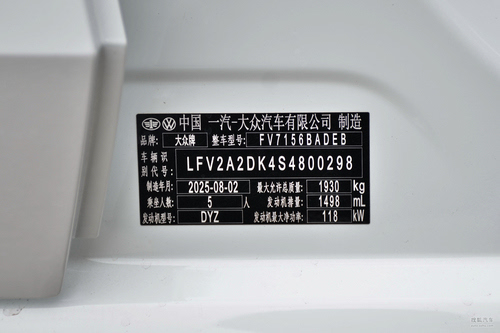 中国 一汽-大众汽车有限公司 制造
品牌: 大众牌 整车型号: FV7156BADEB
车辆识 LFV2A2DK4S4800298
制造年月: 2025-08-02 最大允许总质量: 1930 kg
乘坐人数: 5 人 发动机排量: 1498 mL
发动机型号: DYZ 发动机最大净功率: 118 kW